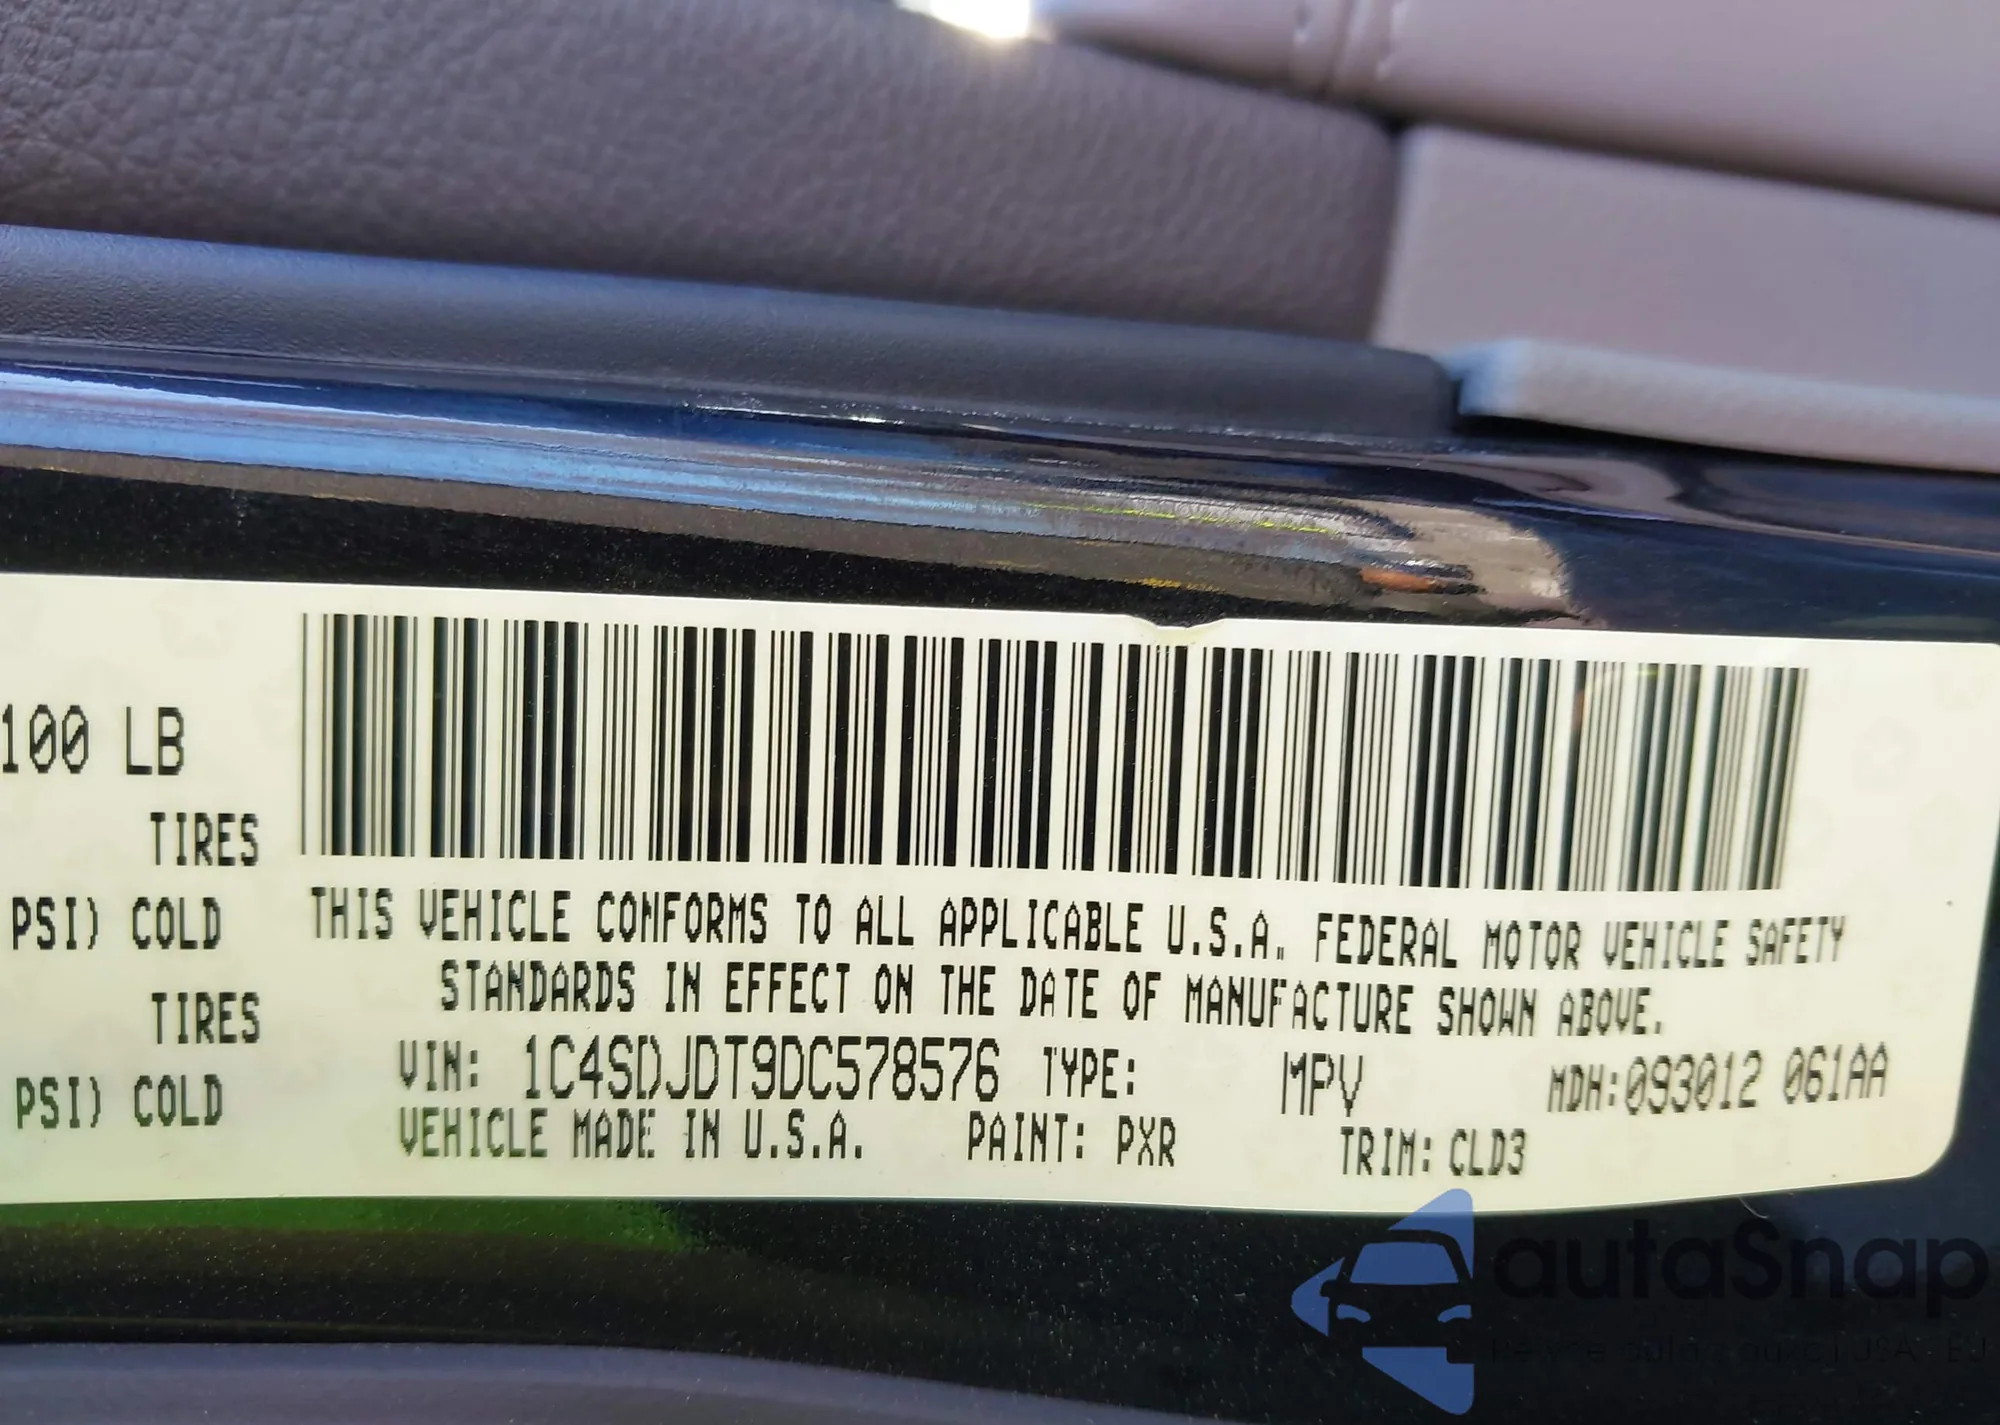 100 LB
TIRES
PSI) COLD
TIRES
PSI) COLD
THIS VEHICLE CONFORMS TO ALL APPLICABLE U.S.A. FEDERAL MOTOR VEHICLE SAFETY
STANDARDS IN EFFECT ON THE DATE OF MANUFACTURE SHOWN ABOVE.
VIN: 1C4SDJDT9DC578576 TYPE: MPV MDH:093012 061AA
VEHICLE MADE IN U.S.A. PAINT: PXR TRIM: CLD3
autaSnap